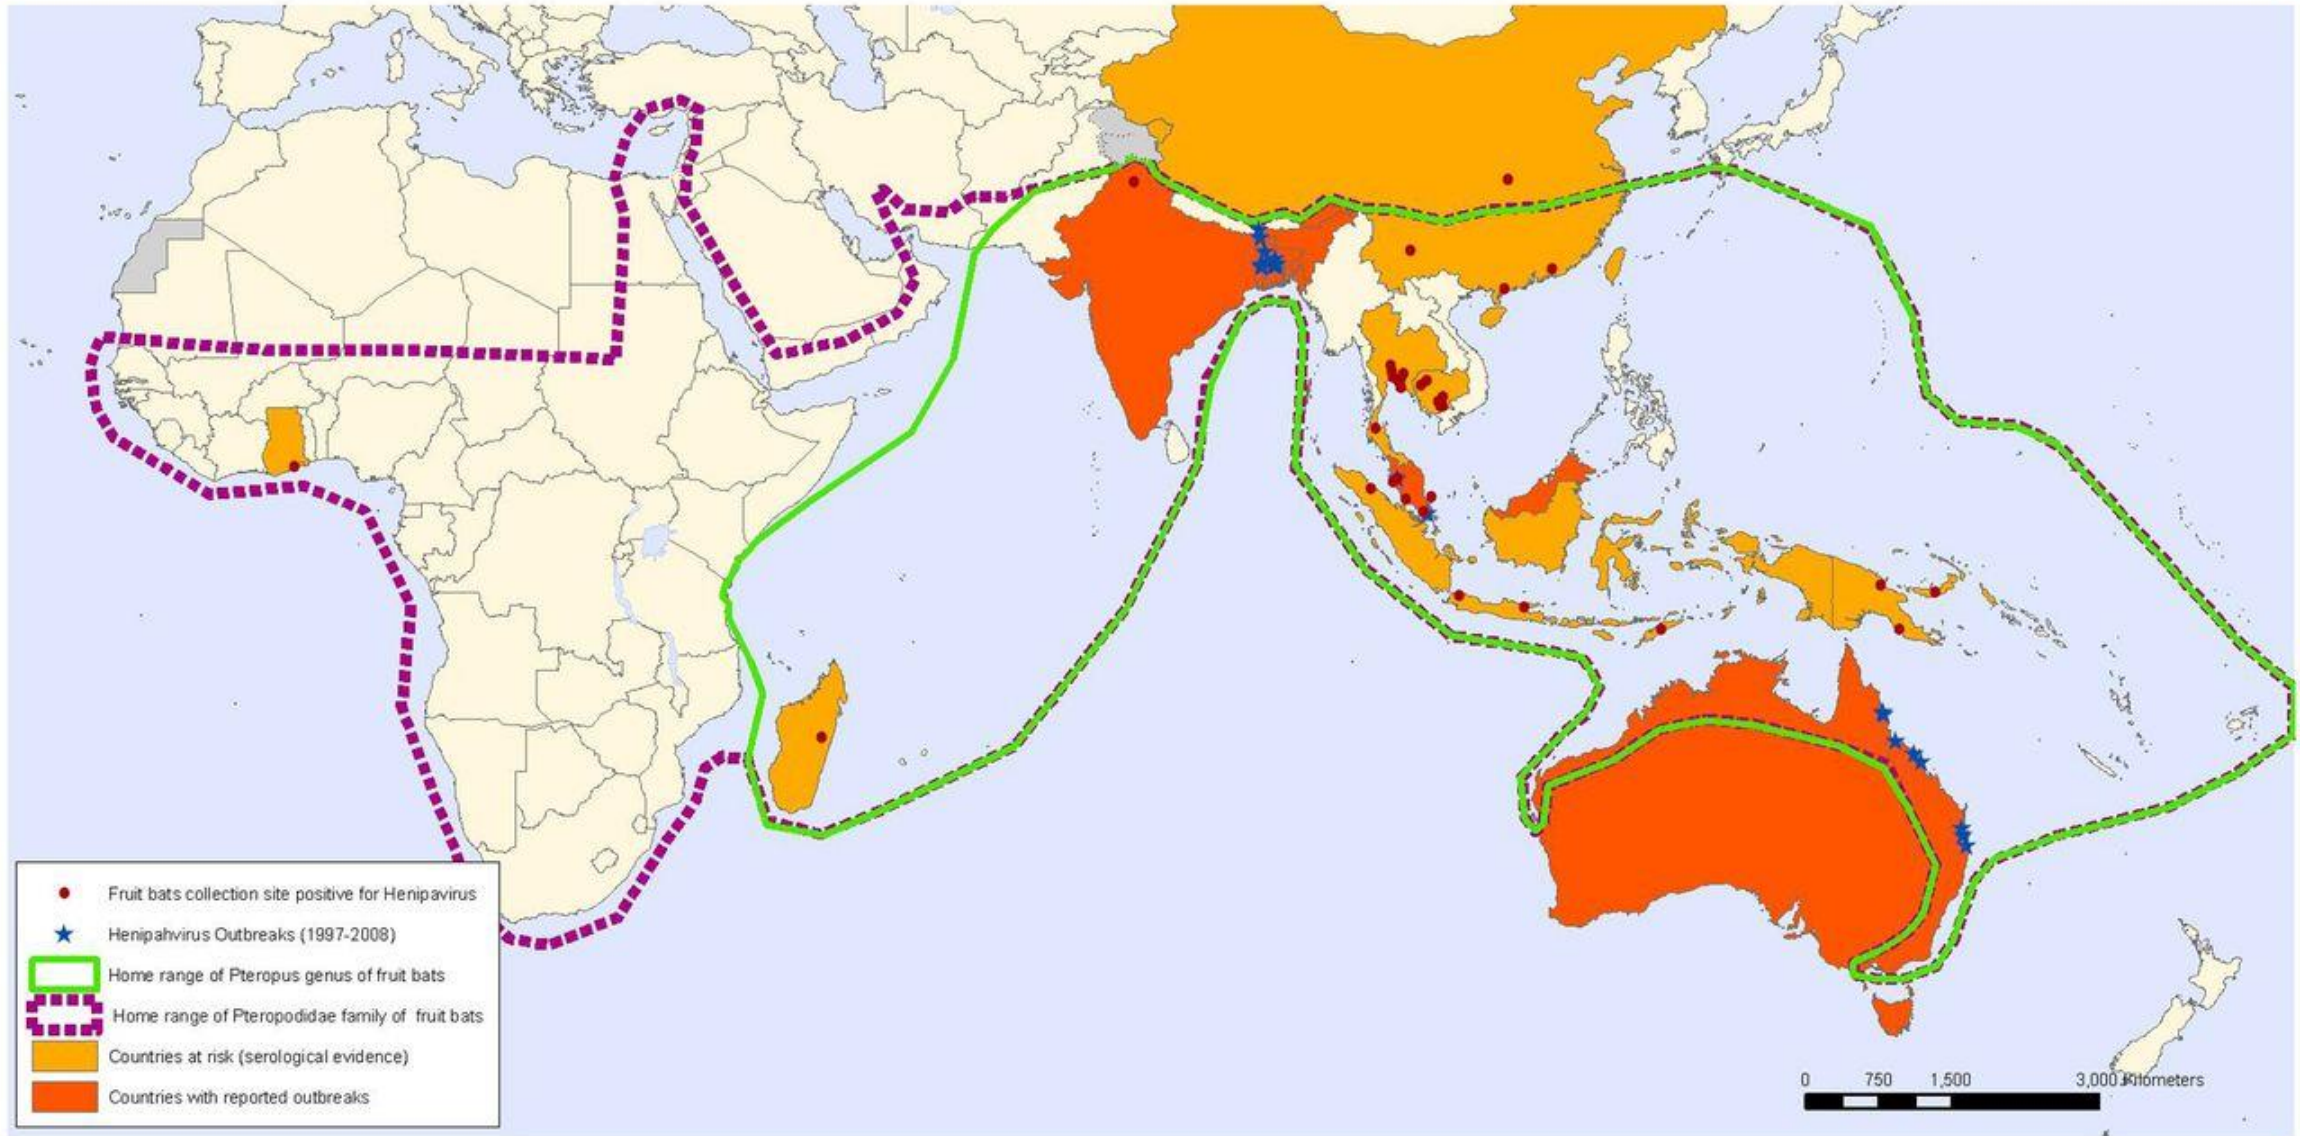 Fruit bats collection site positive for Henipavirus
Henipahvirus Outbreaks (1997-2008)
Home range of Pteropus genus of fruit bats
Home range of Pteropodidae family of fruit bats
Countries at risk (serological evidence)
Countries with reported outbreaks
0 750 1,500 3,000 Kilometers